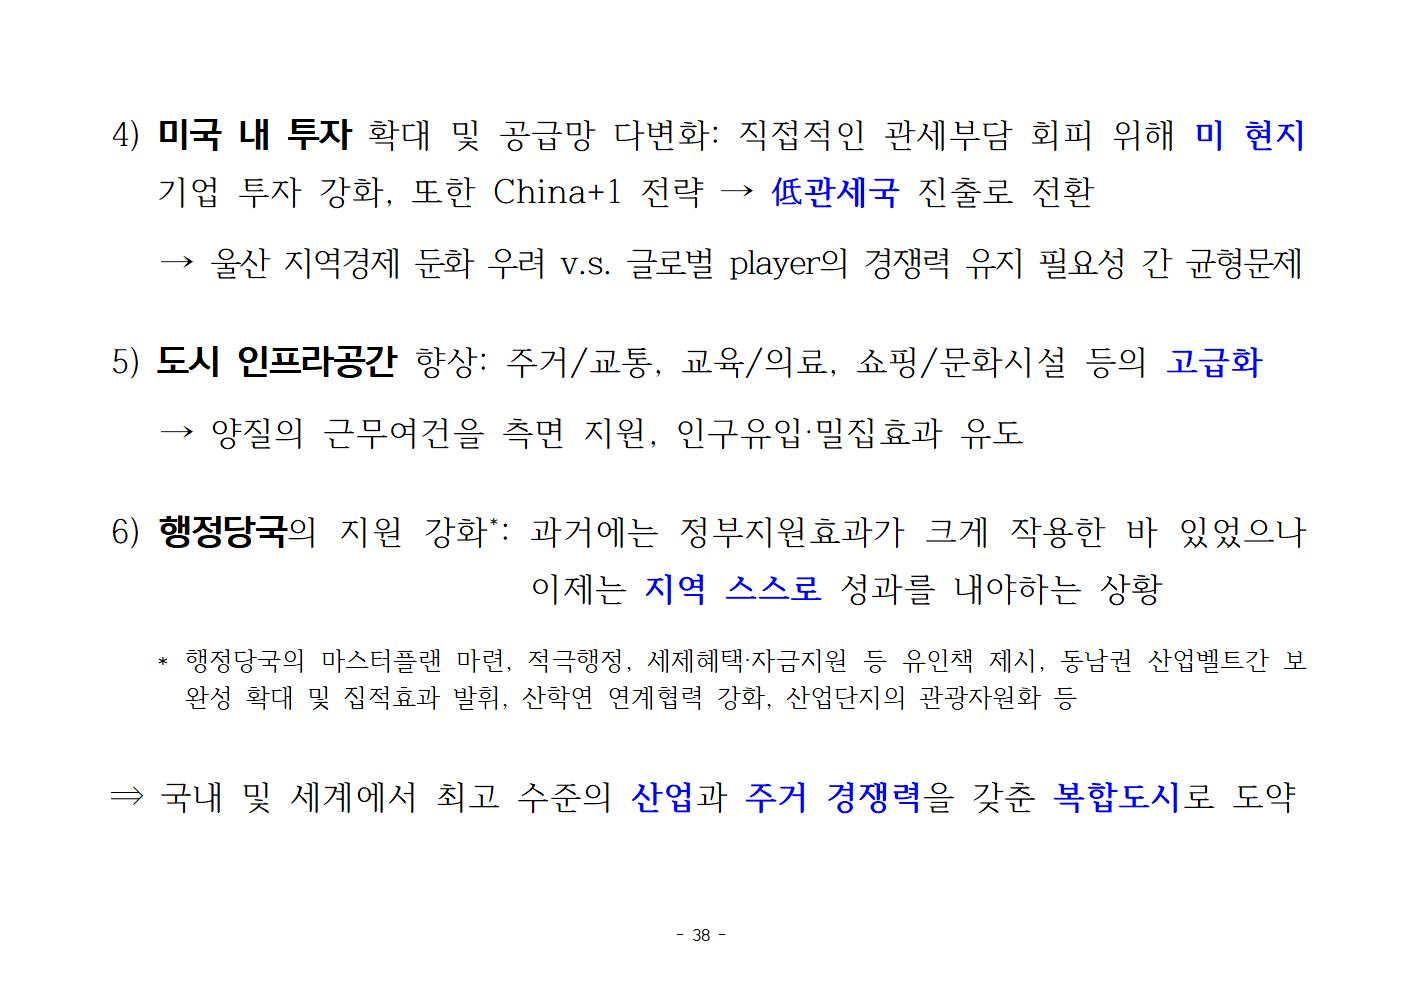 4) 미국 내 투자 확대 및 공급망 다변화: 직접적인 관세부담 회피 위해 미 현지
기업 투자 강화, 또한 China+1 전략 → 低관세국 진출로 전환
→ 울산 지역경제 둔화 우려 v.s. 글로벌 player의 경쟁력 유지 필요성 간 균형문제
5) 도시 인프라공간 향상: 주거/교통, 교육/의료, 쇼핑/문화시설 등의 고급화
→ 양질의 근무여건을 측면 지원, 인구유입·밀집효과 유도
6) 행정당국의 지원 강화*: 과거에는 정부지원효과가 크게 작용한 바 있었으나
이제는 지역 스스로 성과를 내야하는 상황
* 행정당국의 마스터플랜 마련, 적극행정, 세제혜택·자금지원 등 유인책 제시, 동남권 산업벨트간 보
완성 확대 및 집적효과 발휘, 산학연 연계협력 강화, 산업단지의 관광자원화 등
⇒ 국내 및 세계에서 최고 수준의 산업과 주거 경쟁력을 갖춘 복합도시로 도약
- 38 -